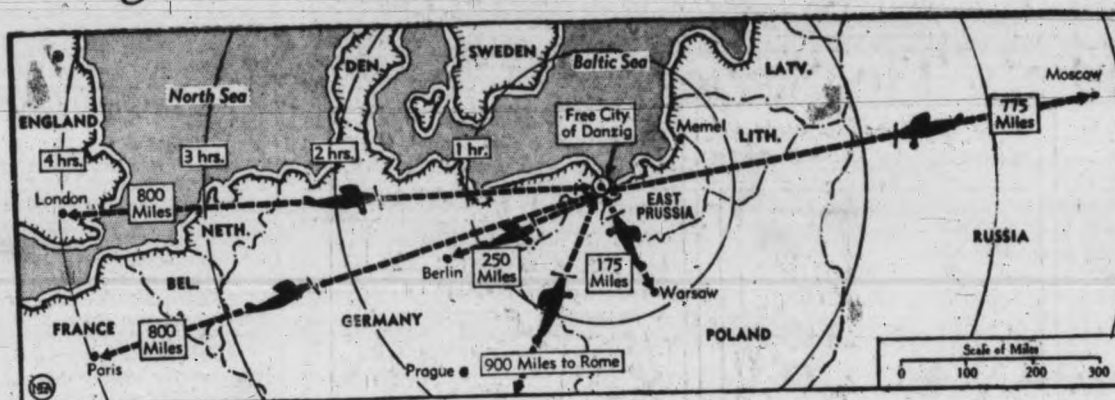 SWEDEN
DEN.
Baltic Sea
LATV.
Moscow
North Sea
775
Miles
ENGLAND
Free City
of Danzig
Memel
LITH.
4 hrs.
3 hrs.
2 hrs.
1 hr.
London
800
Miles
EAST
PRUSSIA
NETH.
RUSSIA
Berlin
250
Miles
175
Miles
BEL.
Warsaw
FRANCE
800
Miles
GERMANY
POLAND
Paris
Prague
900 Miles to Rome
Scale of Miles
0 100 200 300
NEA